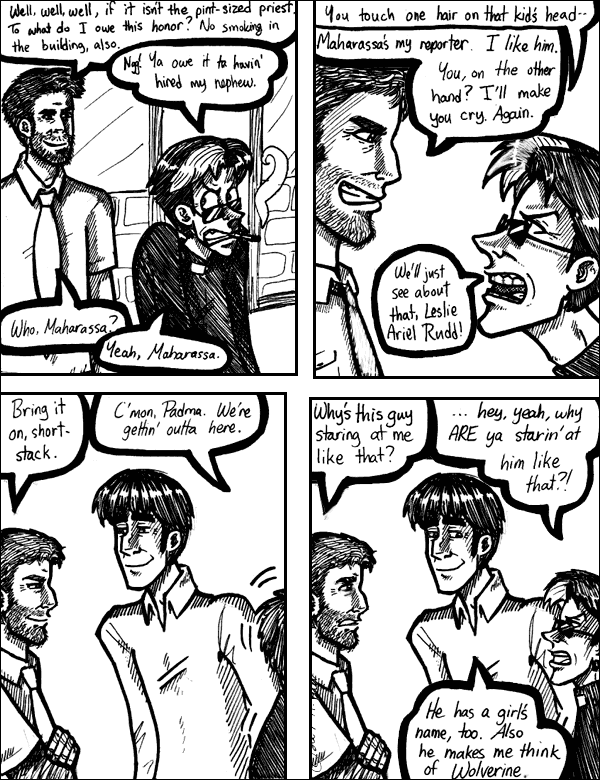 Well, well, well, if it isn't the pint-sized priest.
To what do I owe this honor? No smoking in
the building, also.
Nng! Ya owe it ta havin'
hired my nephew.
Who, Maharassa?
Yeah, Maharassa.
You touch one hair on that kid's head--
Maharassa's my reporter. I like him.
You, on the other
hand? I'll make
you cry. Again.
We'll just
see about
that, Leslie
Ariel Rudd!
Bring it
on, short-
stack.
C'mon, Padma. We're
gettin' outta here.
Why's this guy
staring at me
like that?
... hey, yeah, why
ARE ya starin' at
him like
that?!
He has a girl's
name, too. Also
he makes me think
of Wolverine.